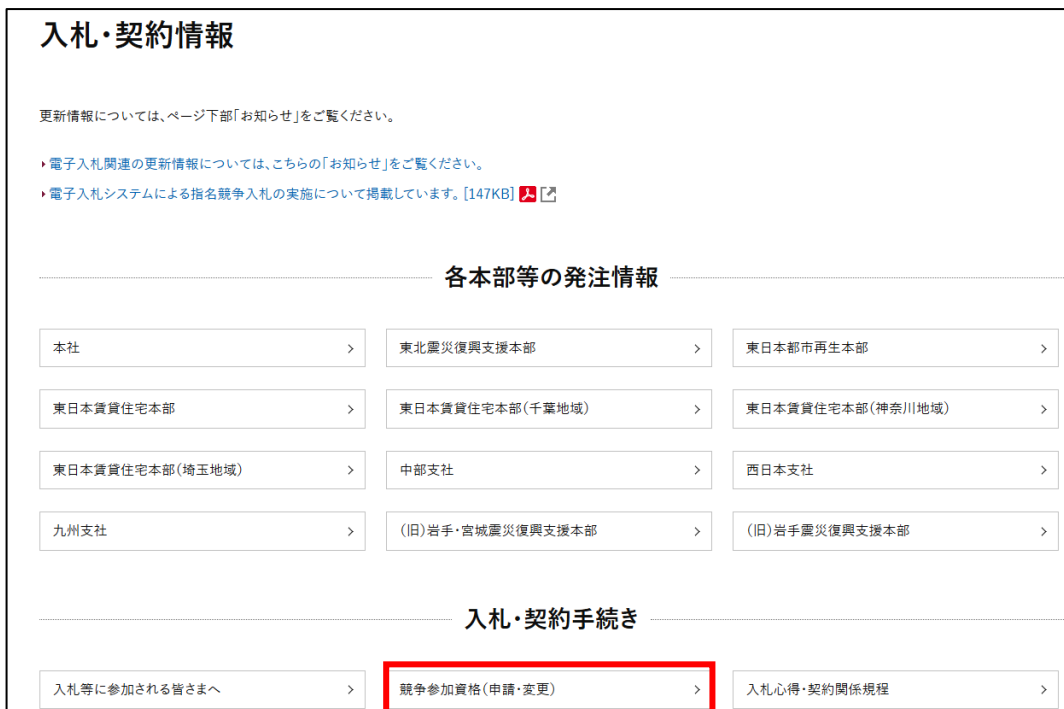 入札・契約情報
更新情報については、ページ下部「お知らせ」をご覧ください。
電子入札関連の更新情報については、こちらの「お知らせ」をご覧ください。
電子入札システムによる指名競争入札の実施について掲載しています。[147KB]
各本部等の発注情報
本社
東北震災復興支援本部
東日本都市再生本部
東日本賃貸住宅本部
東日本賃貸住宅本部(千葉地域)
東日本賃貸住宅本部(神奈川地域)
東日本賃貸住宅本部(埼玉地域)
中部支社
西日本支社
九州支社
(旧)岩手・宮城震災復興支援本部
(旧)岩手震災復興支援本部
入札・契約手続き
入札等に参加される皆さまへ
競争参加資格(申請・変更)
入札心得・契約関係規程